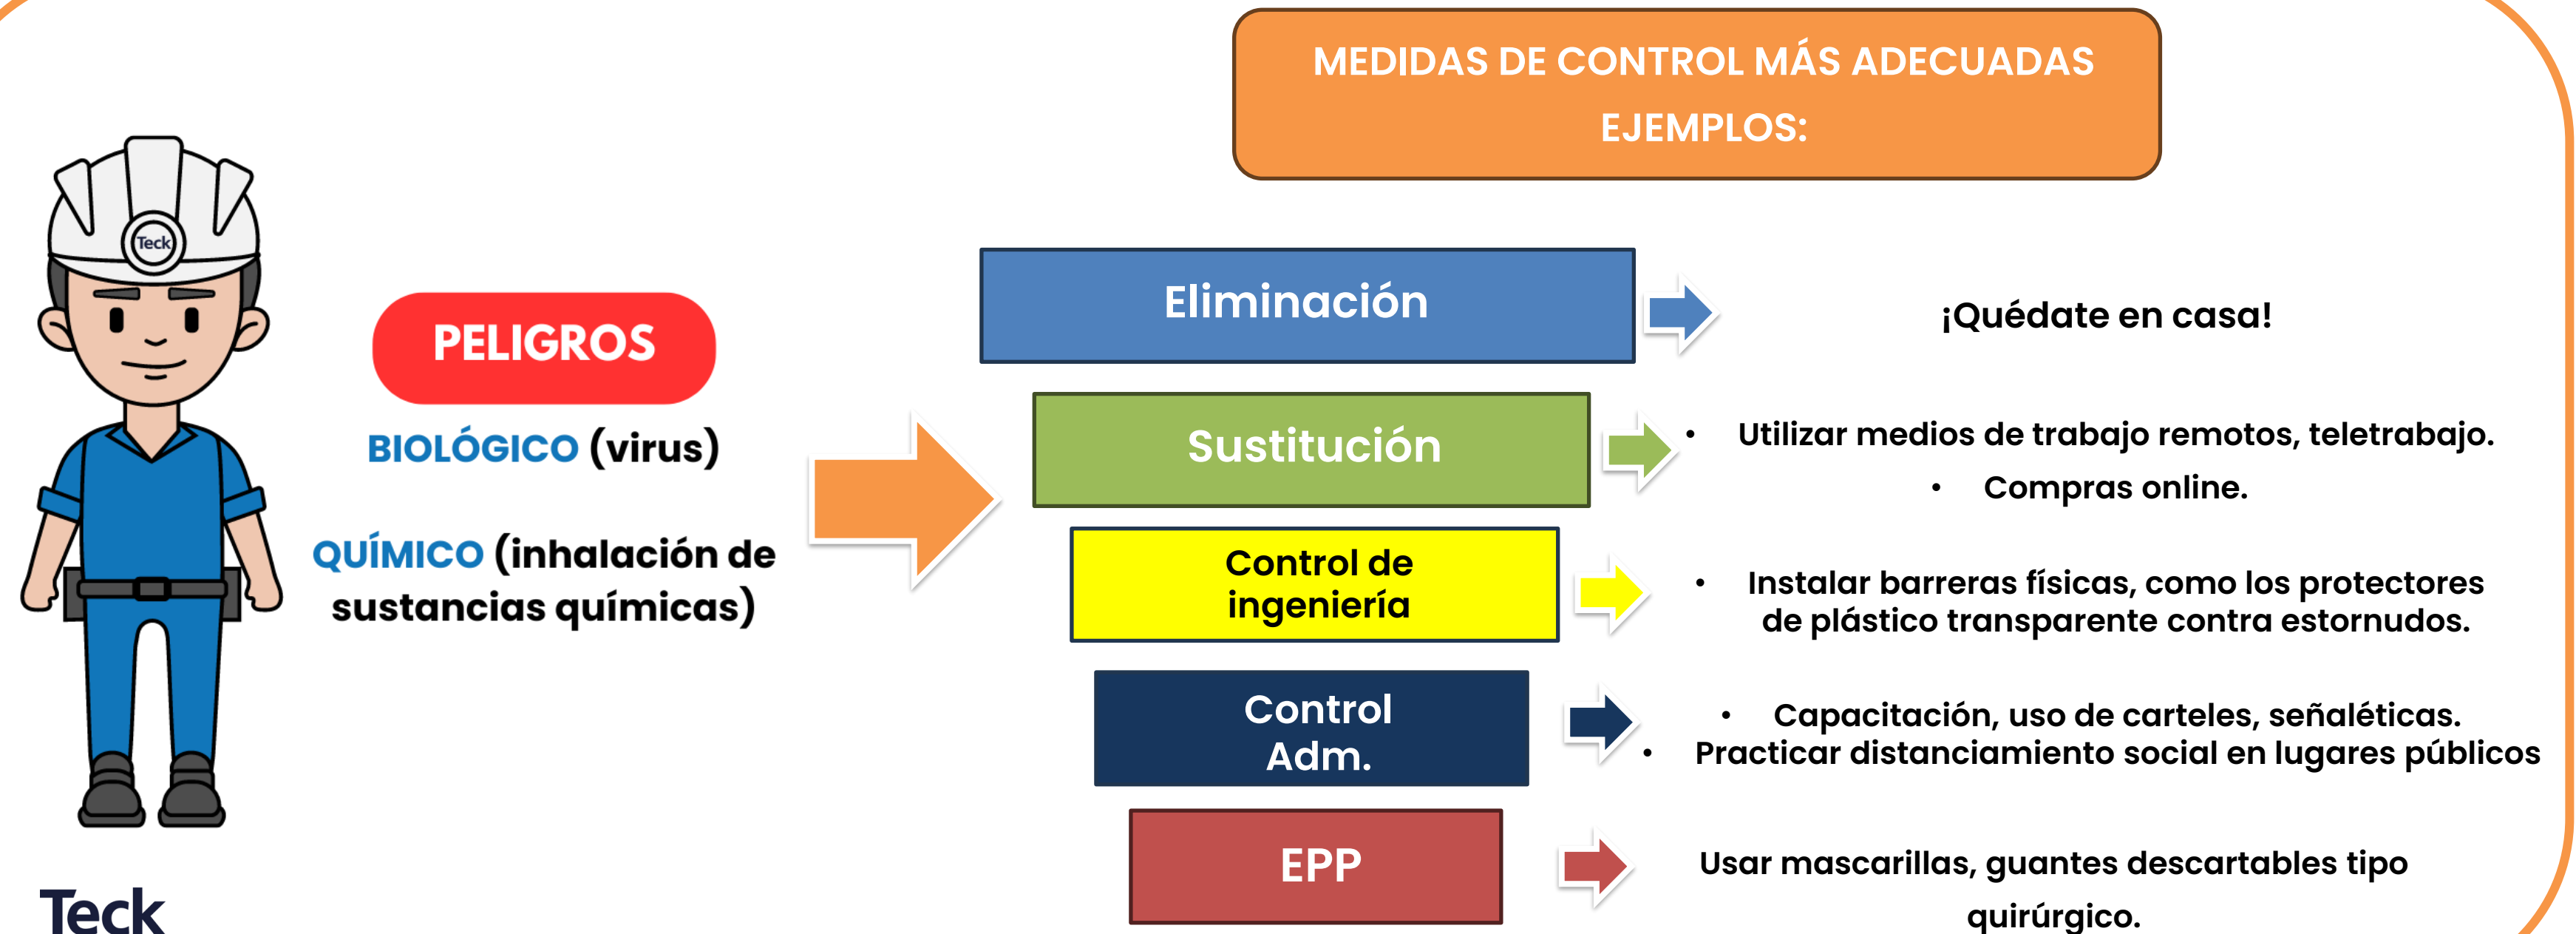 MEDIDAS DE CONTROL MÁS ADECUADAS
EJEMPLOS:
Teck
PELIGROS
BIOLÓGICO (virus)
QUÍMICO (inhalación de
sustancias químicas)
Eliminación
¡Quédate en casa!
Sustitución
• Utilizar medios de trabajo remotos, teletrabajo.
• Compras online.
Control de
ingeniería
• Instalar barreras físicas, como los protectores
de plástico transparente contra estornudos.
Control
Adm.
• Capacitación, uso de carteles, señaléticas.
• Practicar distanciamiento social en lugares públicos
EPP
Usar mascarillas, guantes descartables tipo
quirúrgico.
Teck